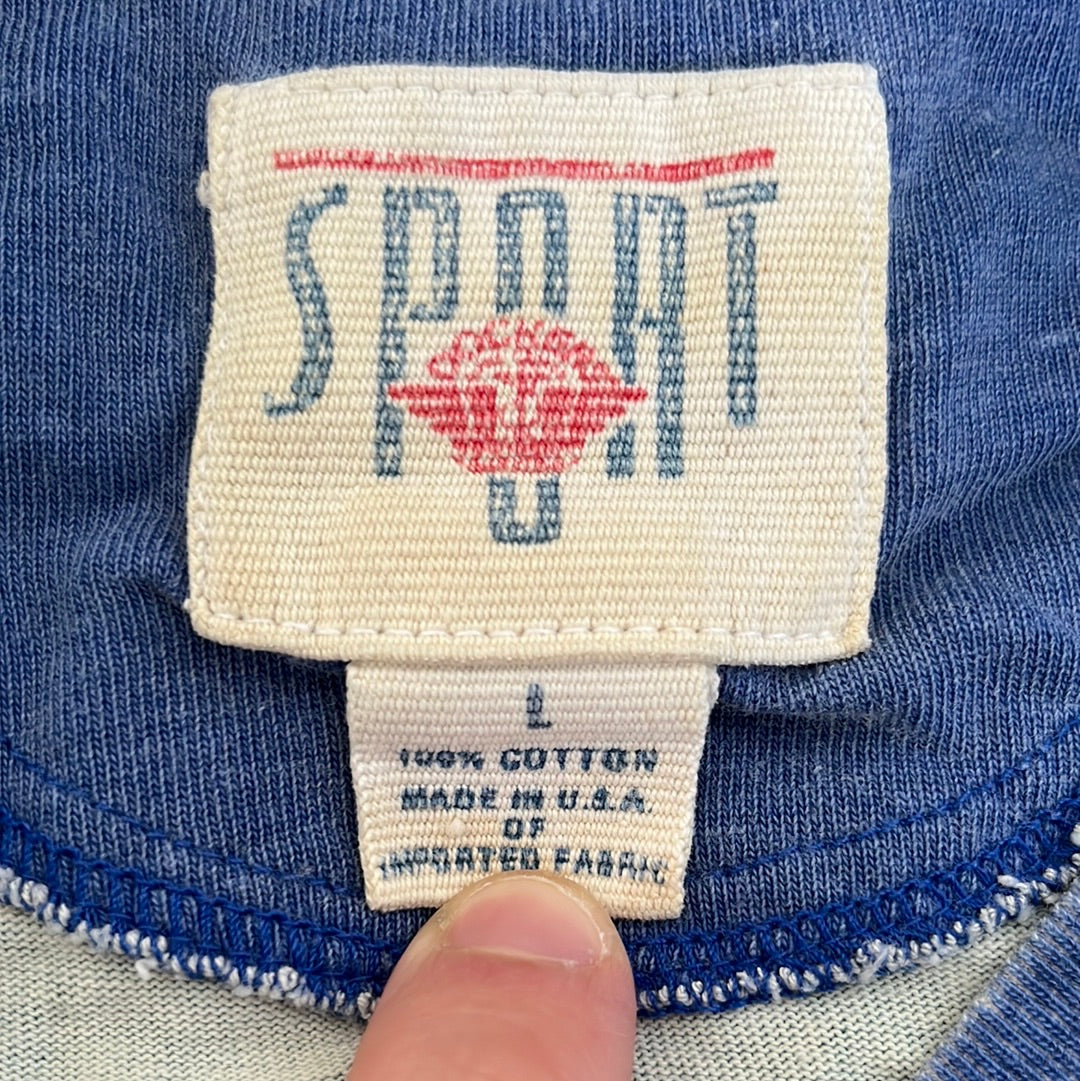 SPORT
L
100% COTTON
MADE IN U.S.A.
OF
IMPORTED FABRIC